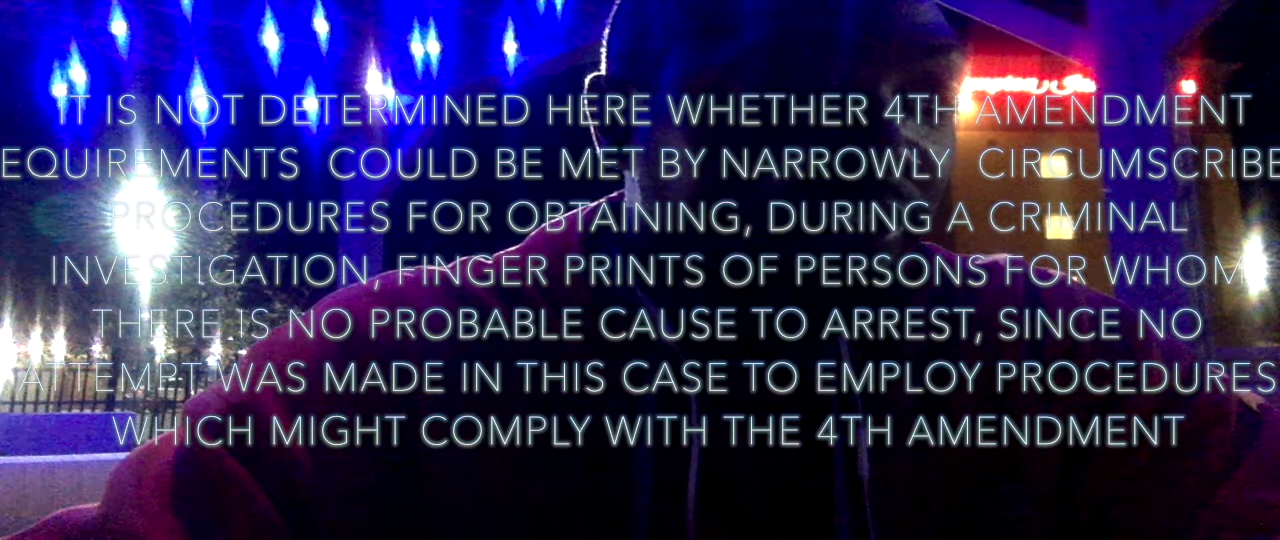 IT IS NOT DETERMINED HERE WHETHER 4TH AMENDMENT
EQUIREMENTS COULD BE MET BY NARROWLY CIRCUMSCRIBE
PROCEDURES FOR OBTAINING, DURING A CRIMINAL
INVESTIGATION, FINGER PRINTS OF PERSONS FOR WHOM
THERE IS NO PROBABLE CAUSE TO ARREST, SINCE NO
ATTEMPT WAS MADE IN THIS CASE TO EMPLOY PROCEDURES
WHICH MIGHT COMPLY WITH THE 4TH AMENDMENT